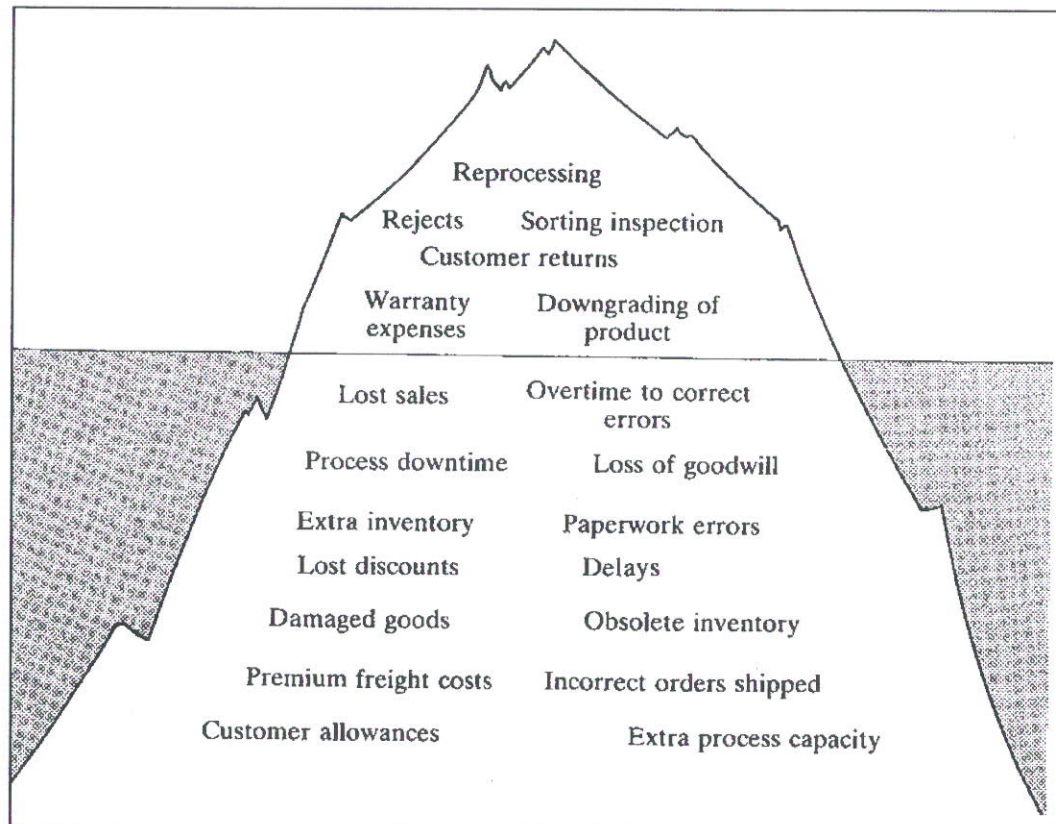 Reprocessing
Rejects Sorting inspection
Customer returns
Warranty expenses
Downgrading of product
Lost sales
Overtime to correct errors
Process downtime Loss of goodwill
Extra inventory Paperwork errors
Lost discounts Delays
Damaged goods Obsolete inventory
Premium freight costs Incorrect orders shipped
Customer allowances Extra process capacity